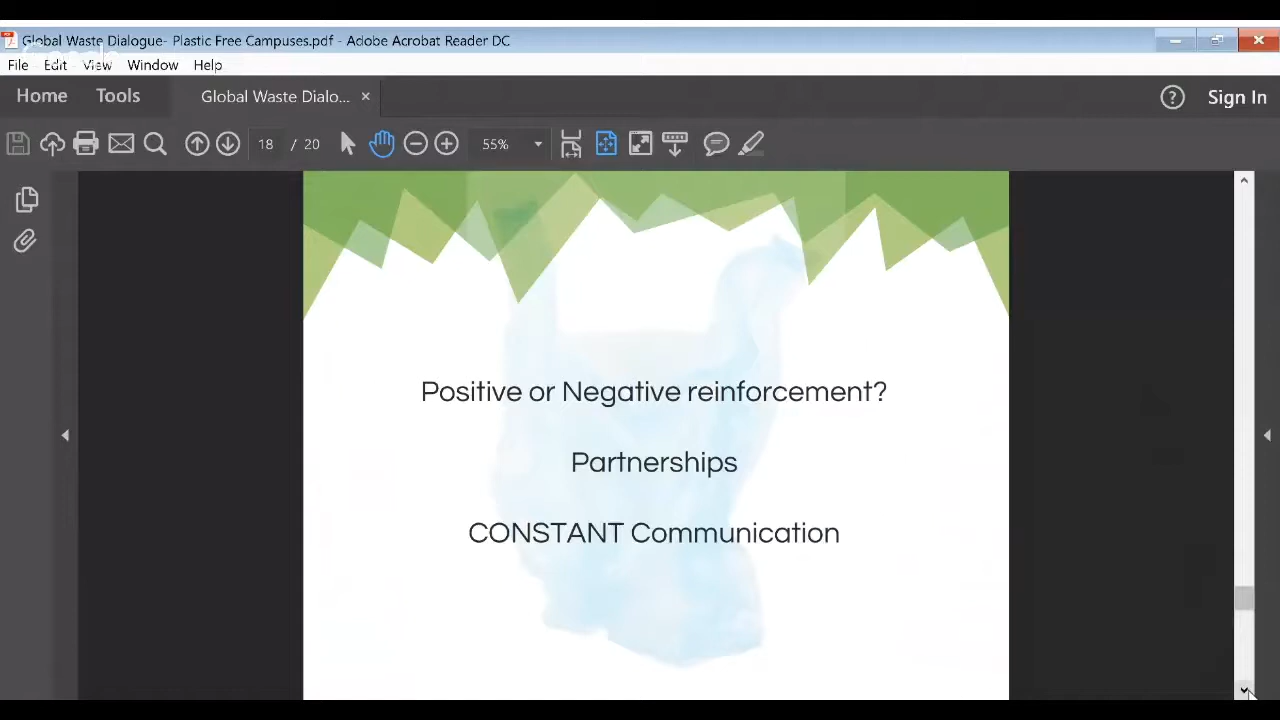 Global Waste Dialogue- Plastic Free Campuses.pdf - Adobe Acrobat Reader DC
Google
File Edit View Window Help
Home Tools Global Waste Dialo... × ? Sign In
18 / 20 55%
Positive or Negative reinforcement?
Partnerships
CONSTANT Communication